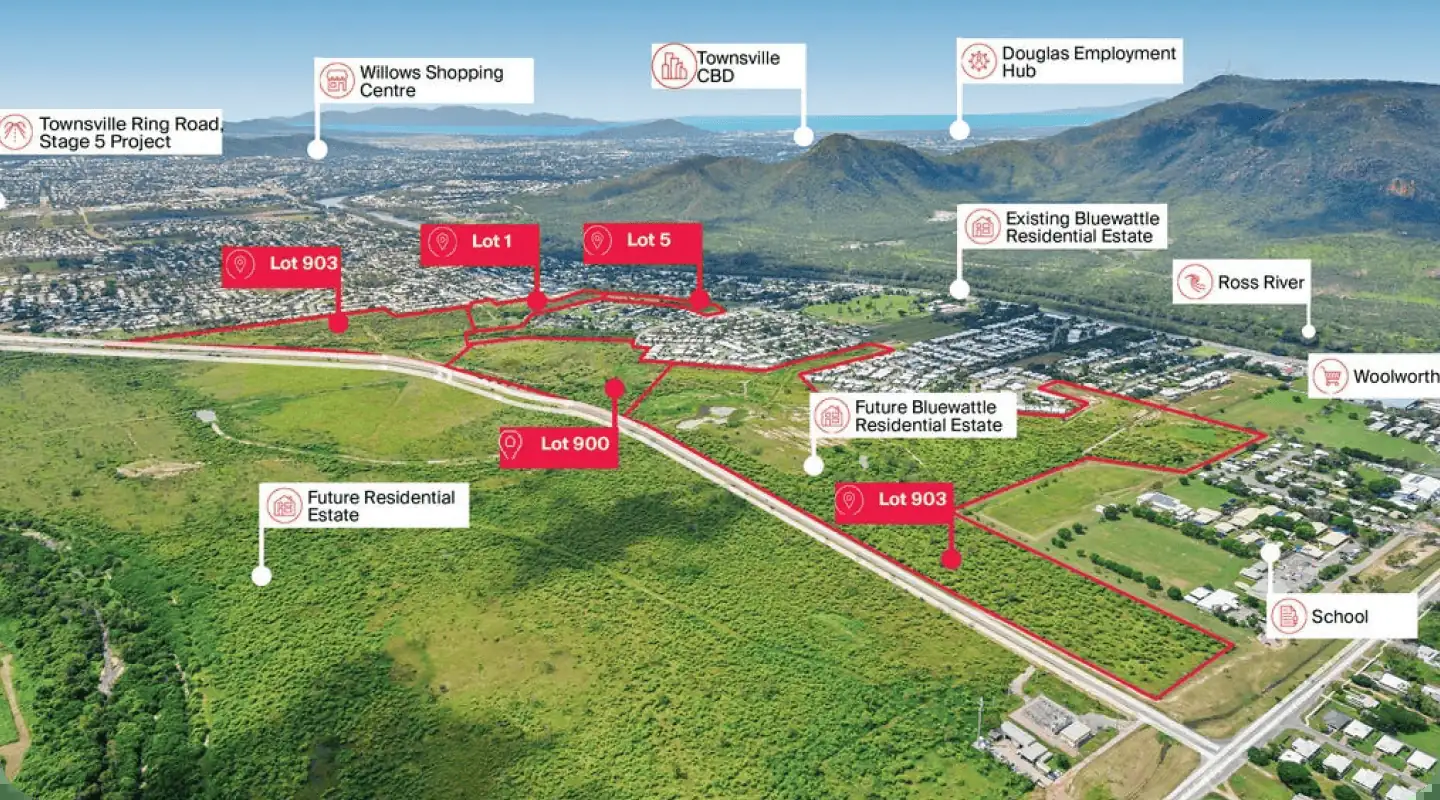 Willows Shopping
Centre
Townsville
CBD
Douglas Employment
Hub
Townsville Ring Road,
Stage 5 Project
Existing Bluewattle
Residential Estate
Lot 903
Lot 1
Lot 5
Ross River
Woolworth
Future Bluewattle
Residential Estate
Lot 900
Future Residential
Estate
Lot 903
School